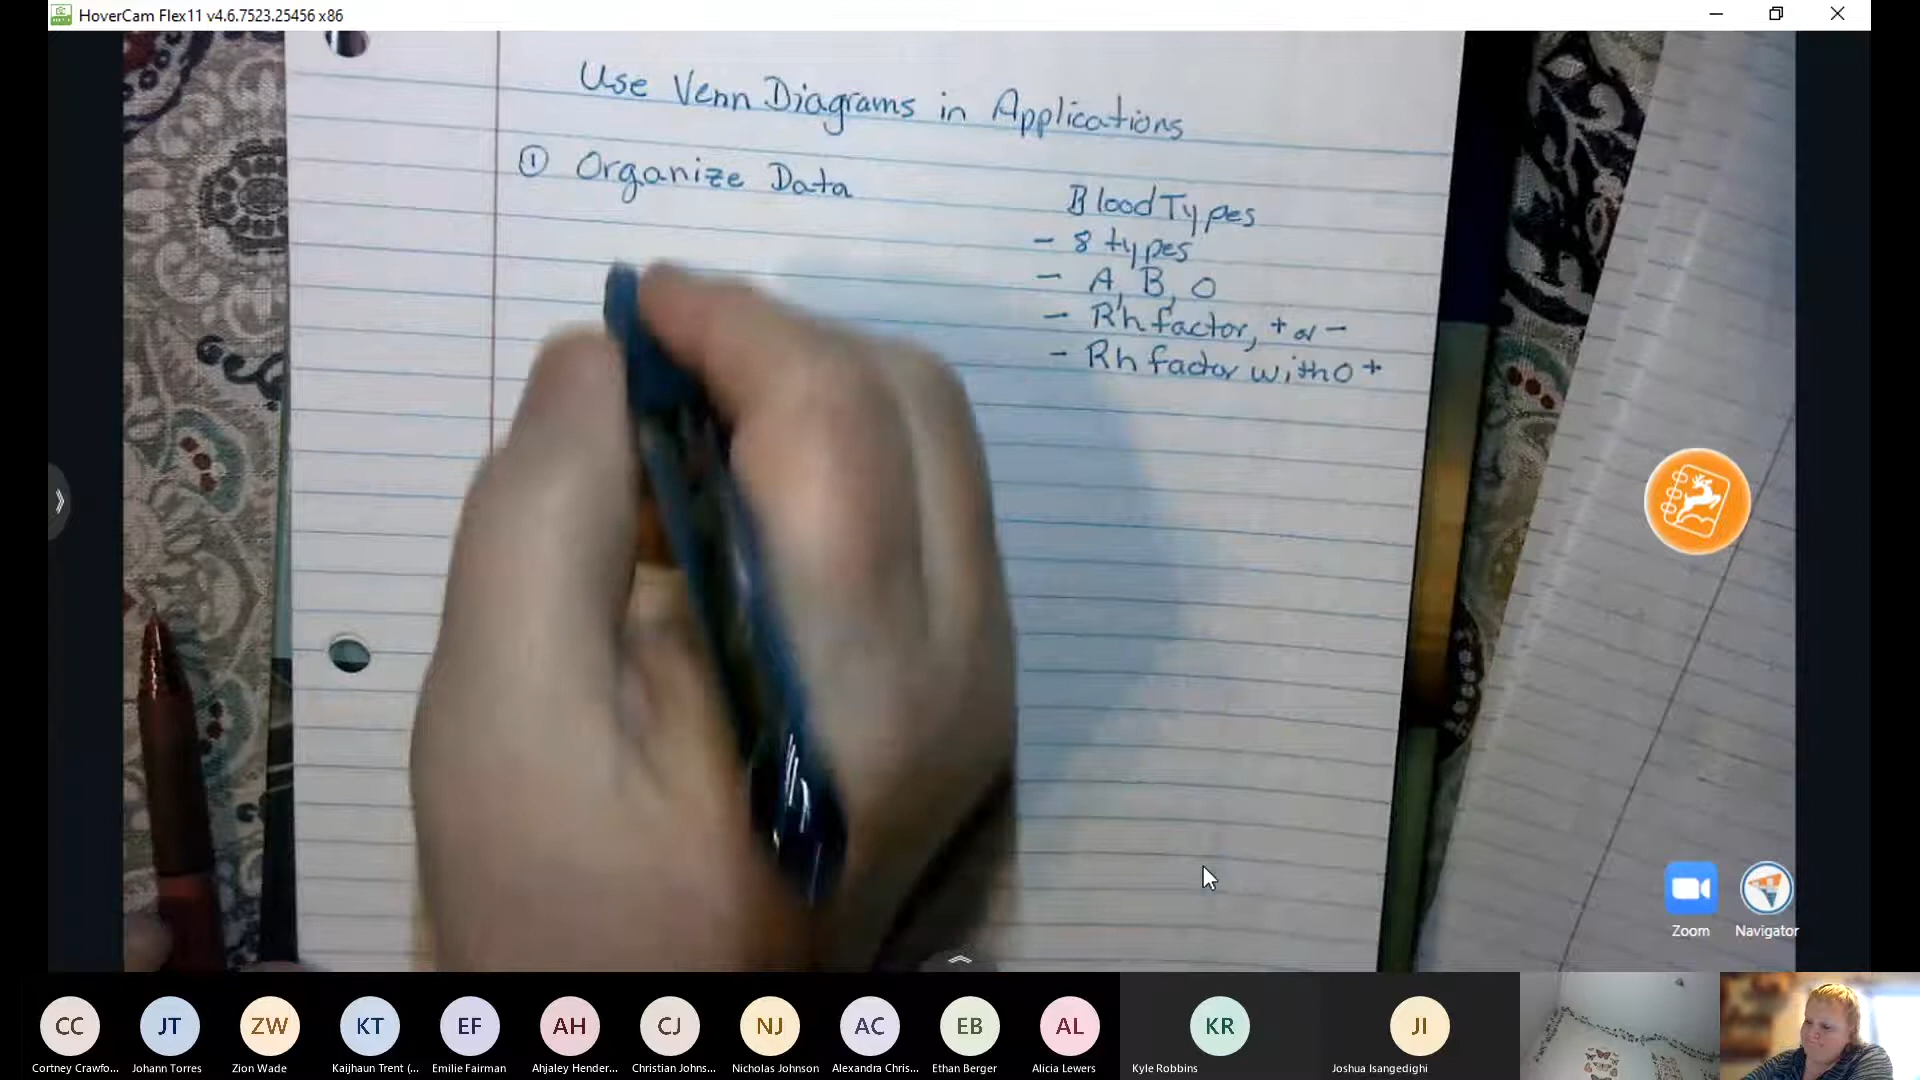 HoverCam Flex11 v4.6.7523.25456 x86
Use Venn Diagrams in Applications
① Organize Data
Blood Types
- 8 types
- A, B, O
- Rh factor, + or -
- Rh factor with O +
Zoom
Navigator
CC
JT
ZW
KT
EF
AH
CJ
NJ
AC
EB
AL
KR
JI
Cortney Crawfo...
Johann Torres
Zion Wade
Kaijhaun Trent (...
Emilie Fairman
Ahjaley Hender...
Christian Johns...
Nicholas Johnson
Alexandra Chris...
Ethan Berger
Alicia Lewers
Kyle Robbins
Joshua Isangedighi